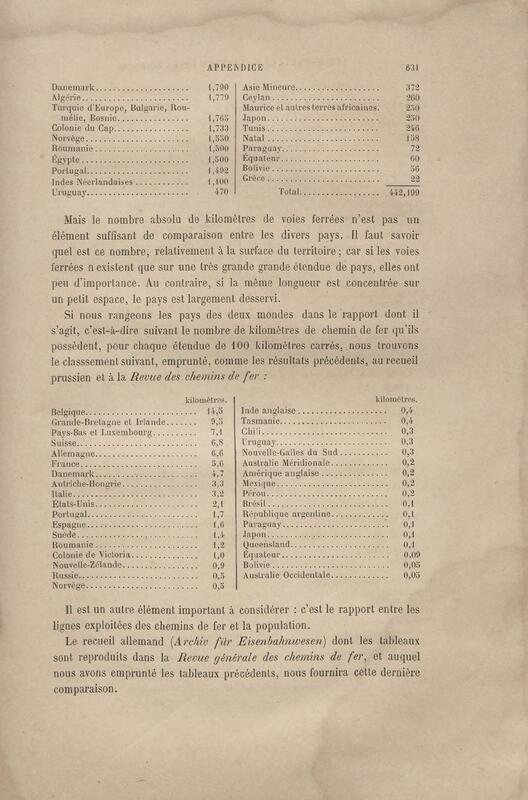 APPENDICE 631
Danemark 1,790
Algérie 1,779
Turquie d'Europe, Bulgarie, Rou-
mélie, Bosnie 1,765
Colonie du Cap 1,733
Norvège 1,550
Roumanie 1,500
Égypte 1,500
Portugal 1,492
Indes Néerlandaises 1,100
Uruguay 470
Asie Mineure 372
Ceylan 260
Maurice et autres terres africaines. 250
Japon 250
Tunis 246
Natal 158
Paraguay 72
Équateur 60
Bolivie 56
Grèce 22
Total 442,199
Mais le nombre absolu de kilomètres de voies ferrées n'est pas un
élément suffisant de comparaison entre les divers pays. Il faut savoir
quel est ce nombre, relativement à la surface du territoire; car si les voies
ferrées n existent que sur une très grande grande étendue de pays, elles ont
peu d'importance. Au contraire, si la même longueur est concentrée sur
un petit espace, le pays est largement desservi.
Si nous rangeons les pays des deux mondes dans le rapport dont il
s'agit, c'est-à-dire suivant le nombre de kilomètres de chemin de fer qu'ils
possèdent, pour chaque étendue de 100 kilomètres carrés, nous trouvons
le classsement suivant, emprunté, comme les résultats précédents, au recueil
prussien et à la Revue des chemins de fer :
kilomètres.
Belgique 14,5
Grande-Bretagne et Irlande 9,5
Pays-Bas et Luxembourg 7,1
Suisse 6,8
Allemagne 6,6
France 5,6
Danemark 4,7
Autriche-Hongrie 3,3
Italie 3,2
États-Unis 2,1
Portugal 1,7
Espagne 1,6
Suède 1,4
Roumanie 1,2
Colonie de Victoria 1,0
Nouvelle-Zélande 0,9
Russie 0,5
Norvège 0,5
kilomètres.
Inde anglaise 0,4
Tasmanie 0,4
Chili 0,3
Uruguay 0,3
Nouvelle-Galles du Sud 0,3
Australie Méridionale 0,2
Amérique anglaise 0,2
Mexique 0,2
Pérou 0,2
Brésil 0,1
République argentine 0,1
Paraguay 0,1
Japon 0,1
Queensland 0,1
Équateur 0,09
Bolivie 0,05
Australie Occidentale 0,05
Il est un autre élément important à considérer : c'est le rapport entre les
lignes exploitées des chemins de fer et la population.
Le recueil allemand (Archiv für Eisenbahnwesen) dont les tableaux
sont reproduits dans la Revue générale des chemins de fer, et auquel
nous avons emprunté les tableaux précédents, nous fournira cette dernière
comparaison.